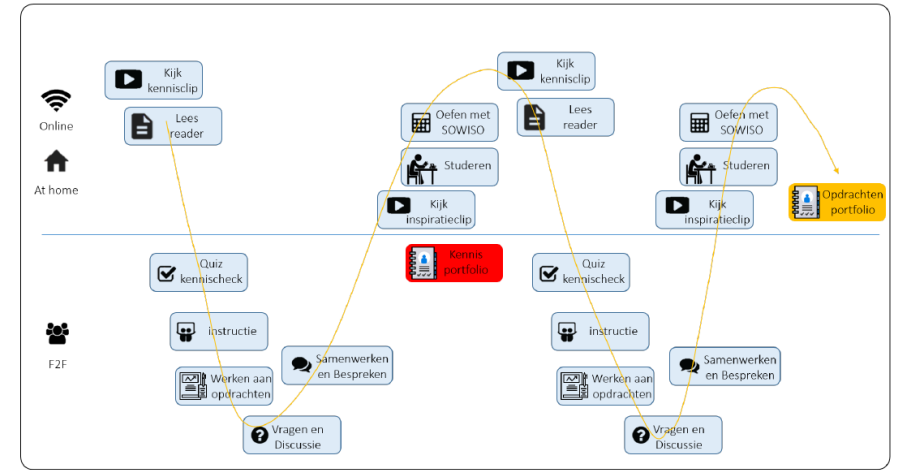 Kijk
kennisclip
Lees
reader
Online
At home
Oefen met
SOWISO
Studeren
Kijk
inspiratieclip
Kijk
kennisclip
Lees
reader
Oefen met
SOWISO
Studeren
Kijk
inspiratieclip
Opdrachten
portfolio
Quiz
kennischeck
Kennis
portfolio
Quiz
kennischeck
F2F
instructie
Werken aan
opdrachten
Samenwerken
en Bespreken
Vragen en
Discussie
instructie
Werken aan
opdrachten
Samenwerken
en Bespreken
Vragen en
Discussie